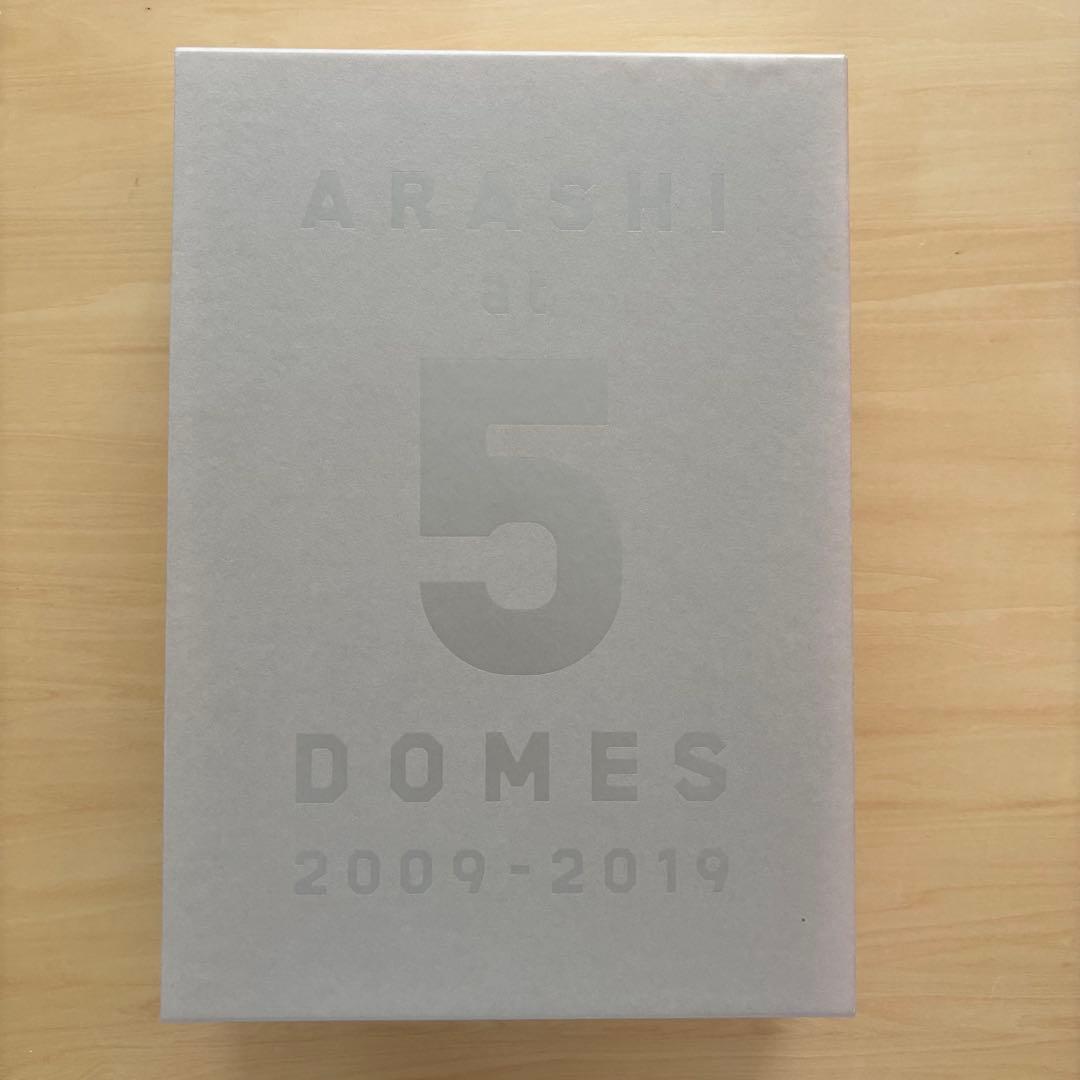 ARASHI
at
5
DOMES
2009-2019